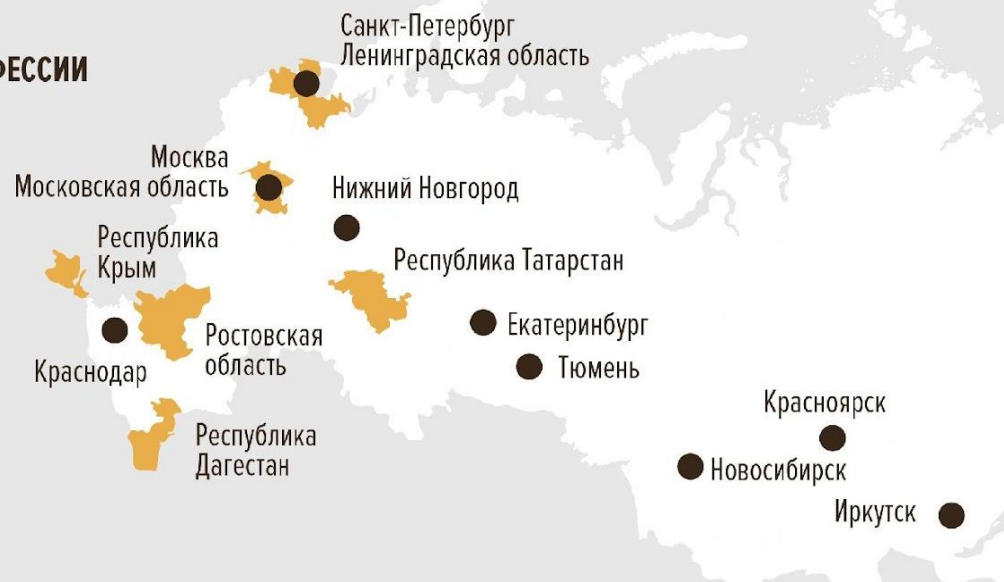 Санкт-Петербург
Ленинградская область
ЕССИИ
Москва
Московская область
Нижний Новгород
Республика
Крым
Республика Татарстан
Ростовская
область
Екатеринбург
Краснодар
Тюмень
Красноярск
Республика
Дагестан
Новосибирск
Иркутск